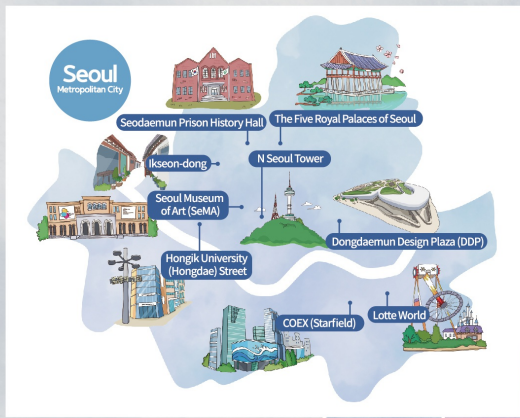 Seoul
Metropolitan City
Seodaemun Prison History Hall
The Five Royal Palaces of Seoul
Ikseon-dong
N Seoul Tower
Seoul Museum
of Art (SeMA)
Dongdaemun Design Plaza (DDP)
Hongik University
(Hongdae) Street
COEX (Starfield)
Lotte World